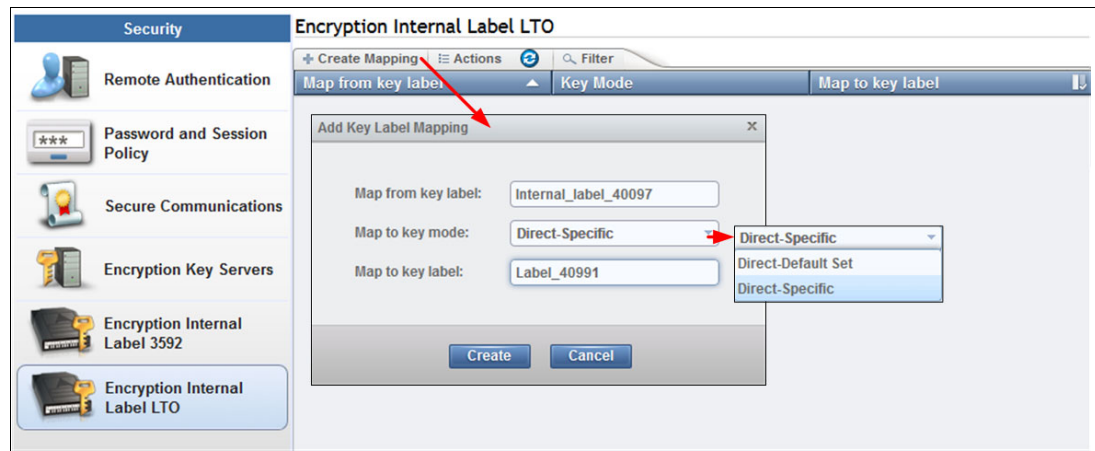 Security
Remote Authentication
***
Password and Session
Policy
Secure Communications
Encryption Key Servers
Encryption Internal
Label 3592
Encryption Internal
Label LTO
Encryption Internal Label LTO
Create Mapping Actions Filter
Map from key label Key Mode Map to key label
Add Key Label Mapping x
Map from key label: Internal_label_40097
Map to key mode: Direct-Specific
Map to key label: Label_40991
Create Cancel
Direct-Specific
Direct-Default Set
Direct-Specific